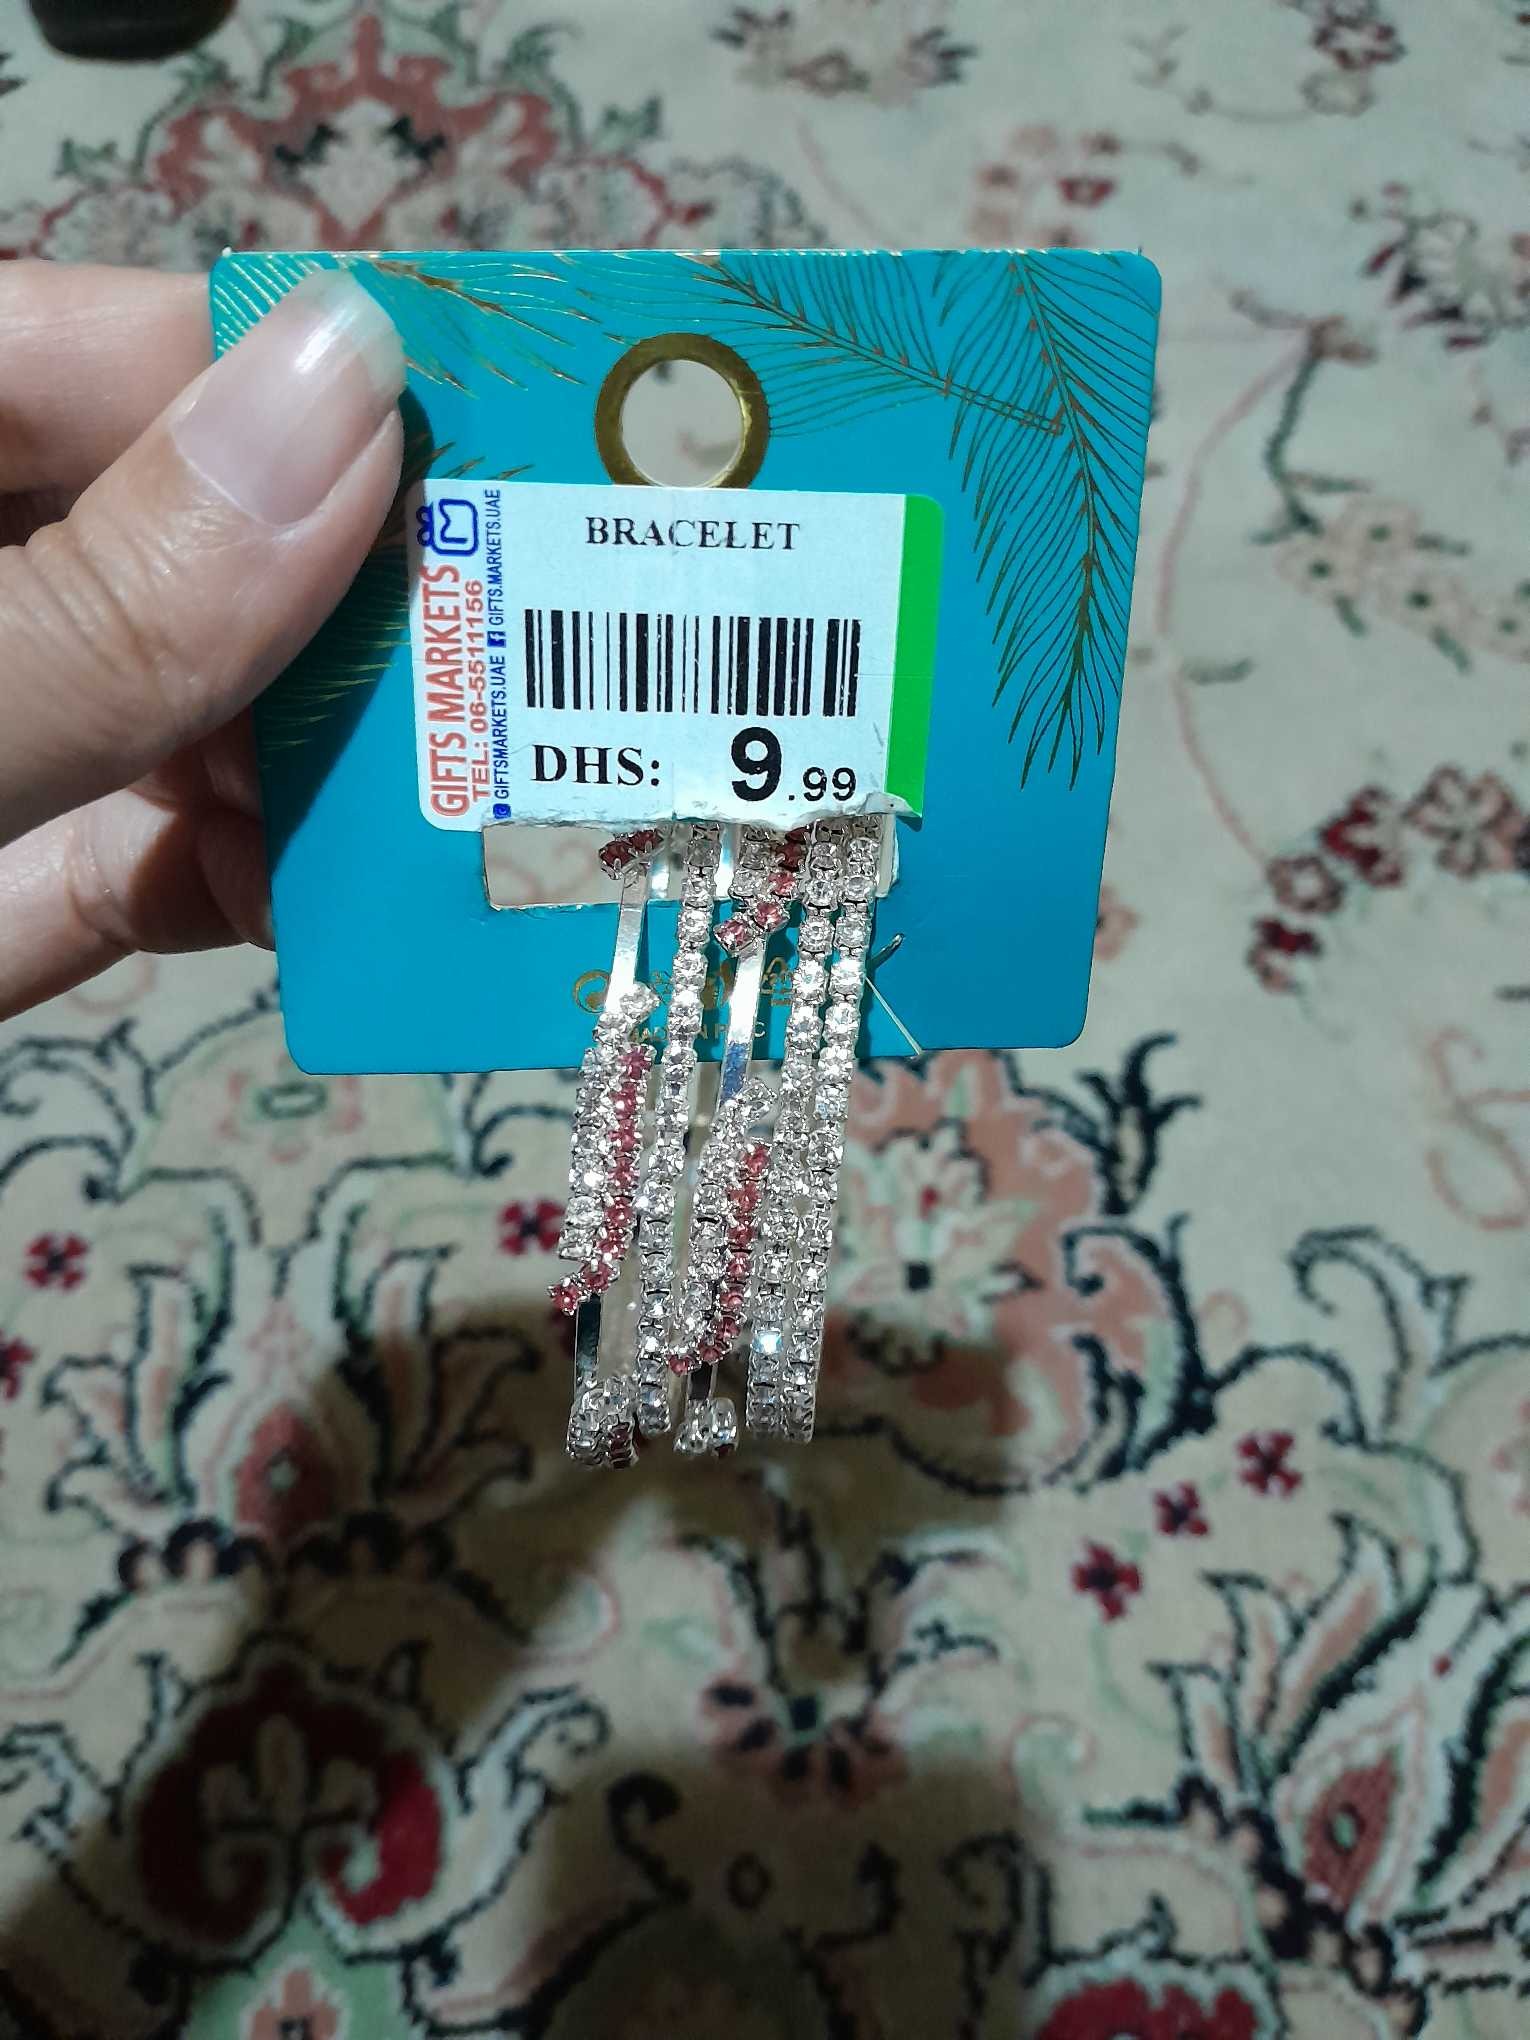 BRACELET
DHS: 9.99
GIFTS MARKETS
TEL: 06-5511156
GIFTSMARKETS.UAE GIFTS.MARKETS.UAE